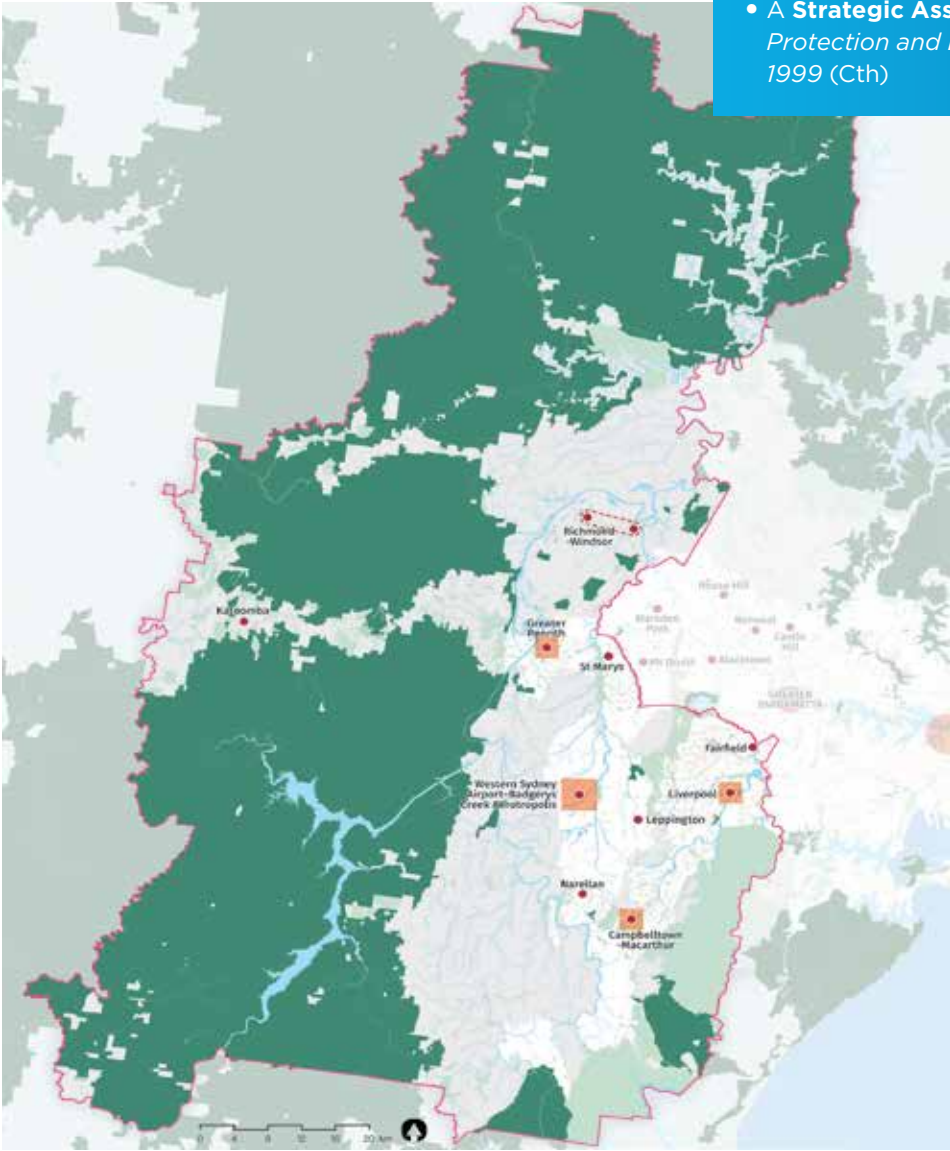 • A Strategic Ass
Protection and
1999 (Cth)
Richmond
-Windsor
Katoomba
Rouse Hill
Marsden
Park
Norwest
Castle
Hill
Greater
Penrith
St Marys
Mt Druitt
Blacktown
GREATER
PARRAMATTA
Fairfield
Western Sydney
Airport-Badgerys
Creek Aerotropolis
Liverpool
Leppington
Narellan
Campbelltown
-Macarthur
0 4 8 12 16 20 km